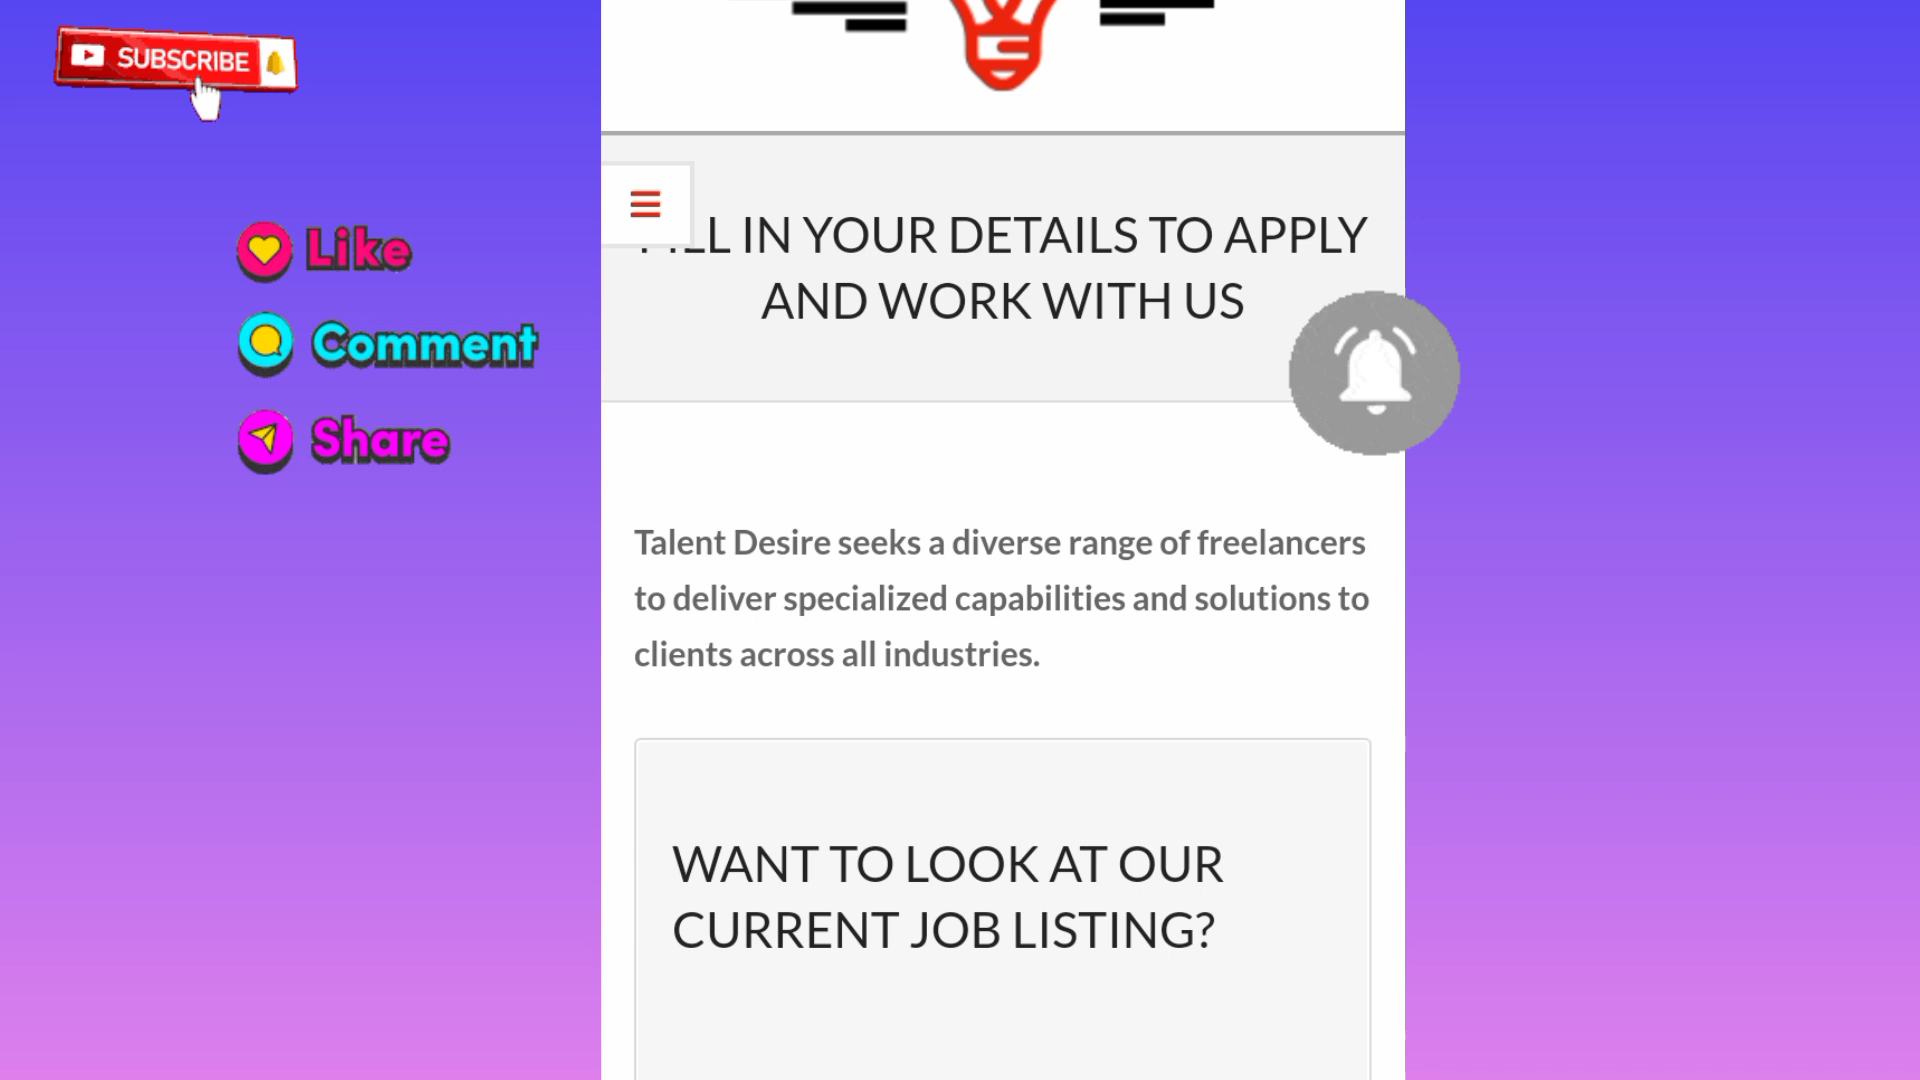 SUBSCRIBE
Like
Comment
Share
IN YOUR DETAILS TO APPLY
AND WORK WITH US
Talent Desire seeks a diverse range of freelancers
to deliver specialized capabilities and solutions to
clients across all industries.
WANT TO LOOK AT OUR
CURRENT JOB LISTING?